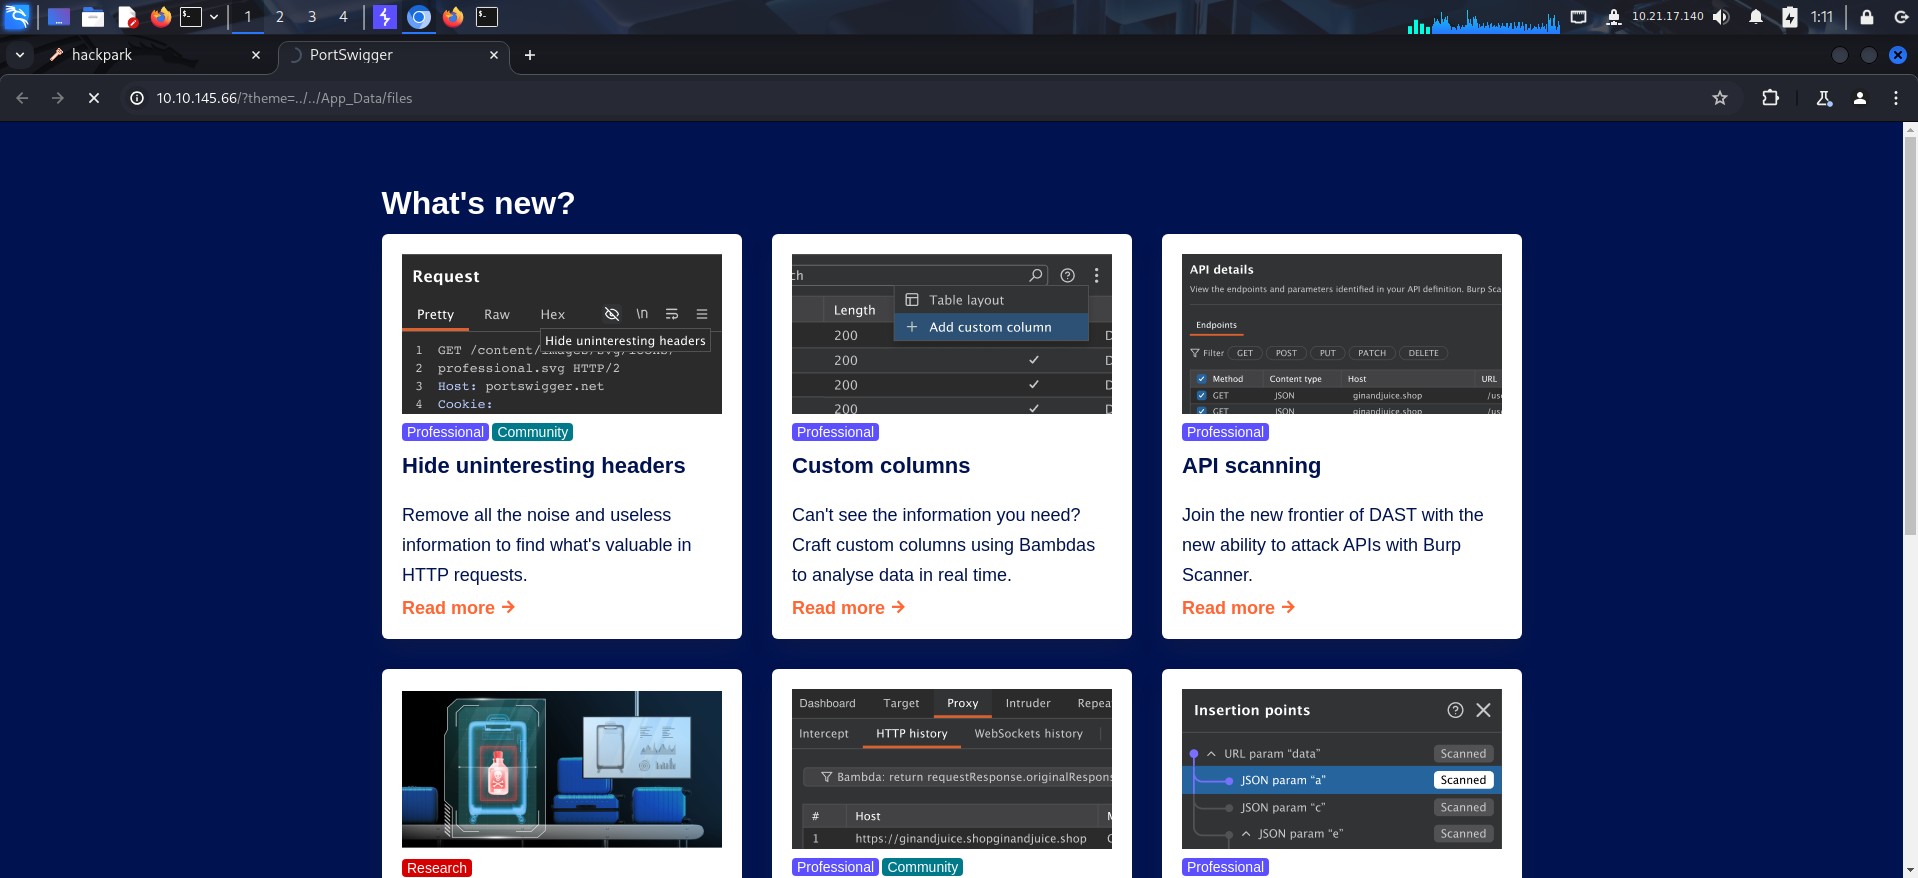 1 2 3 4
10.21.17.140
1:11
hackpark
PortSwigger
10.10.145.66/?theme=../../App_Data/files
What's new?
Request
Pretty Raw Hex \n
Hide uninteresting headers
1 GET /content/images/svg/icons/
2 professional.svg HTTP/2
3 Host: portswigger.net
4 Cookie:
Professional Community
Hide uninteresting headers
Remove all the noise and useless
information to find what's valuable in
HTTP requests.
Read more
ch
Table layout
Length
Add custom column
200
200 D
200 D
200 D
Professional
Custom columns
Can't see the information you need?
Craft custom columns using Bambdas
to analyse data in real time.
Read more
API details
View the endpoints and parameters identified in your API definition. Burp Sca
Endpoints
Filter GET POST PUT PATCH DELETE
Method Content type Host URL
GET JSON ginandjuice.shop /us
GET JSON ginandjuice.shop /us
Professional
API scanning
Join the new frontier of DAST with the
new ability to attack APIs with Burp
Scanner.
Read more
Research
Dashboard Target Proxy Intruder Repea
Intercept HTTP history WebSockets history
Bambda: return requestResponse.originalRespons
# Host
1 https://ginandjuice.shopginandjuice.shop
Professional Community
Insertion points
URL param “data” Scanned
JSON param “a” Scanned
JSON param “c” Scanned
JSON param “e” Scanned
Professional